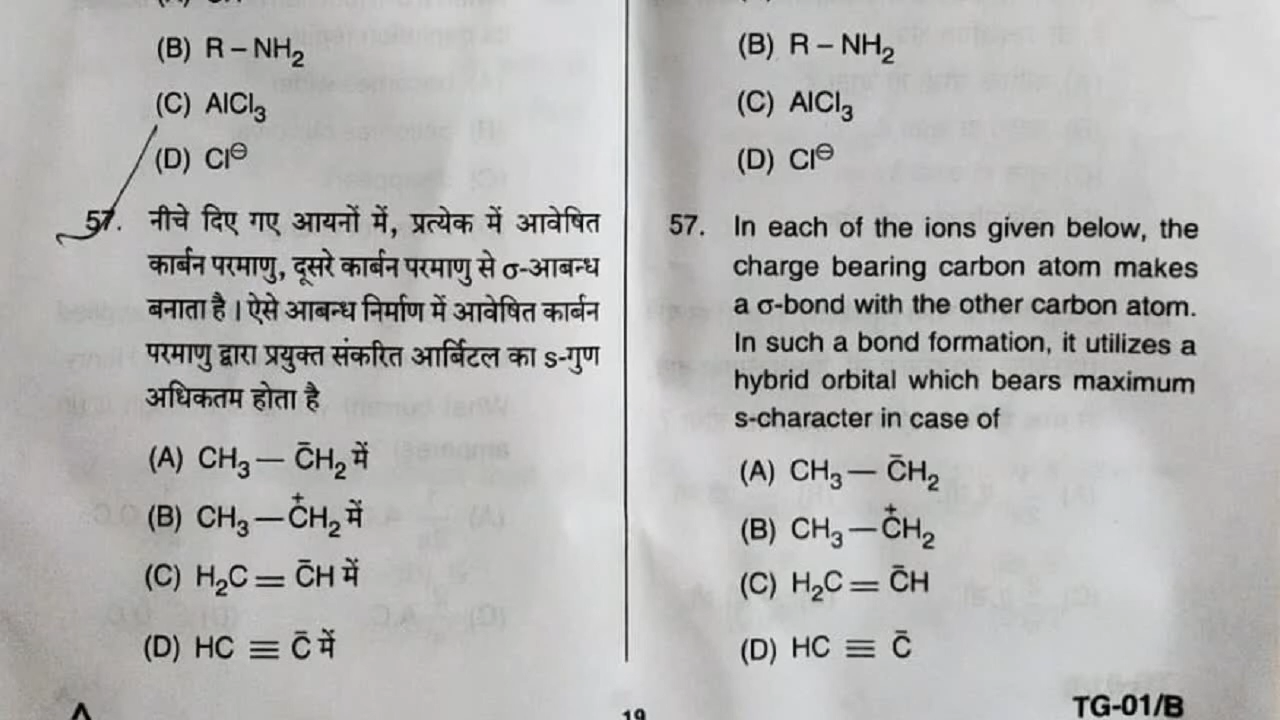 (B) R – NH₂
(C) AlCl₃
(D) Cl⊖
57. नीचे दिए गए आयनों में, प्रत्येक में आवेषित
कार्बन परमाणु, दूसरे कार्बन परमाणु से σ-आबन्ध
बनाता है । ऐसे आबन्ध निर्माण में आवेषित कार्बन
परमाणु द्वारा प्रयुक्त संकरित आर्बिटल का s-गुण
अधिकतम होता है
(A) CH₃ — C̄H₂ में
(B) CH₃ — C⁺H₂ में
(C) H₂C = C̄H में
(D) HC ≡ C̄ में
(B) R – NH₂
(C) AlCl₃
(D) Cl⊖
57. In each of the ions given below, the
charge bearing carbon atom makes
a σ-bond with the other carbon atom.
In such a bond formation, it utilizes a
hybrid orbital which bears maximum
s-character in case of
(A) CH₃ — C̄H₂
(B) CH₃ — C⁺H₂
(C) H₂C = C̄H
(D) HC ≡ C̄
19
TG-01/B